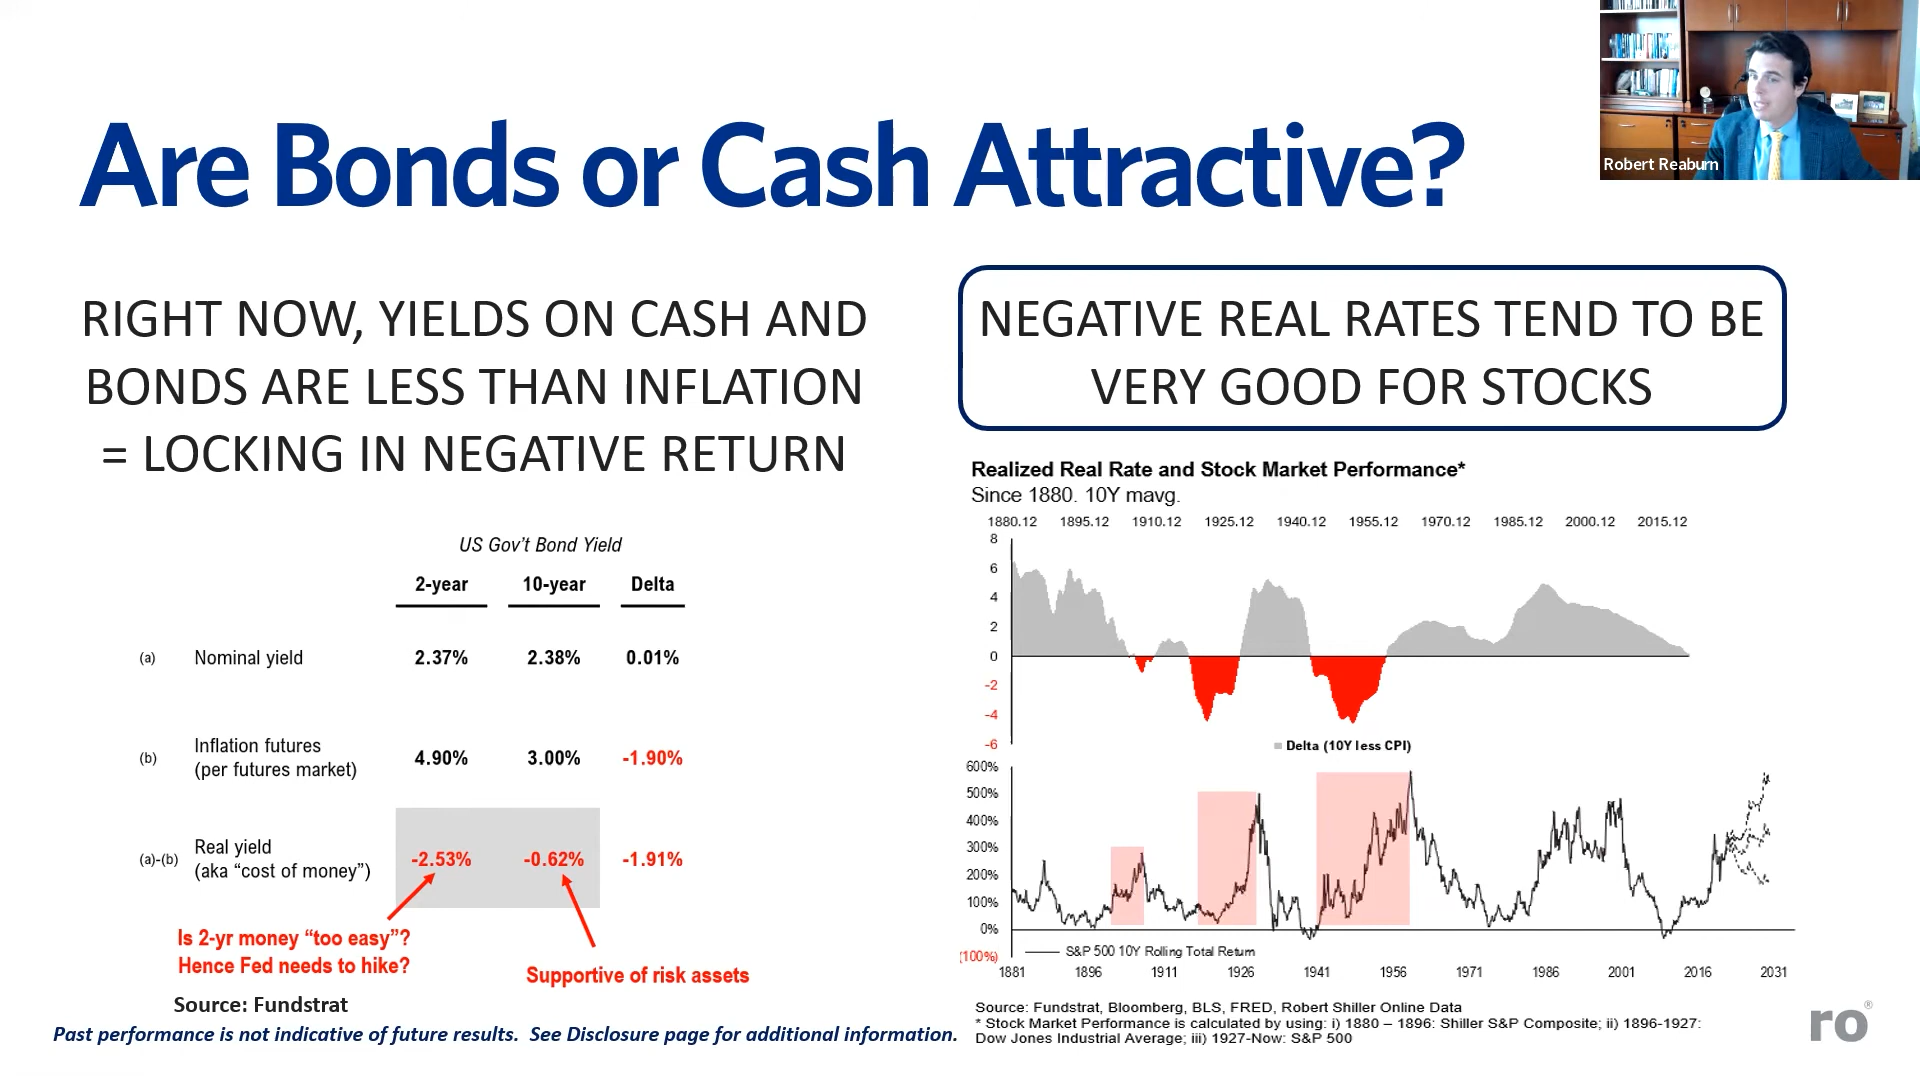 Robert Reaburn
Are Bonds or Cash Attractive?
RIGHT NOW, YIELDS ON CASH AND
BONDS ARE LESS THAN INFLATION
= LOCKING IN NEGATIVE RETURN
US Gov't Bond Yield
2-year 10-year Delta
(a) Nominal yield 2.37% 2.38% 0.01%
(b) Inflation futures
(per futures market) 4.90% 3.00% -1.90%
(a)-(b) Real yield
(aka “cost of money”) -2.53% -0.62% -1.91%
Is 2-yr money “too easy”?
Hence Fed needs to hike?
Supportive of risk assets
Source: Fundstrat
Past performance is not indicative of future results. See Disclosure page for additional information.
NEGATIVE REAL RATES TEND TO BE
VERY GOOD FOR STOCKS
Realized Real Rate and Stock Market Performance*
Since 1880. 10Y mavg.
1880.12 1895.12 1910.12 1925.12 1940.12 1955.12 1970.12 1985.12 2000.12 2015.12
8
6
4
2
0
-2
-4
-6
Delta (10Y less CPI)
600%
500%
400%
300%
200%
100%
0%
(100%)
S&P 500 10Y Rolling Total Return
1881 1896 1911 1926 1941 1956 1971 1986 2001 2016 2031
Source: Fundstrat, Bloomberg, BLS, FRED, Robert Shiller Online Data
* Stock Market Performance is calculated by using: i) 1880 – 1896: Shiller S&P Composite; ii) 1896-1927:
Dow Jones Industrial Average; iii) 1927-Now: S&P 500
ro®